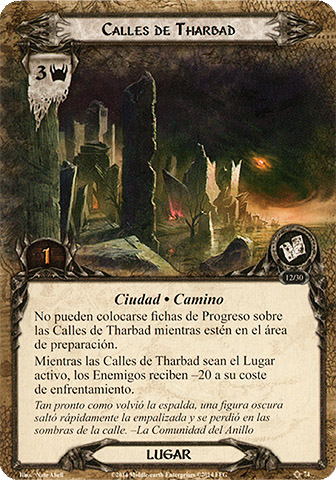 Calles de Tharbad
3
1
12/30
Ciudad • Camino
No pueden colocarse fichas de Progreso sobre
las Calles de Tharbad mientras estén en el área
de preparación.
Mientras las Calles de Tharbad sean el Lugar
activo, los Enemigos reciben –20 a su coste
de enfrentamiento.
Tan pronto como volvió la espalda, una figura oscura
saltó rápidamente la empalizada y se perdió en las
sombras de la calle. –La Comunidad del Anillo
LUGAR
©2014 Middle-earth Enterprises ©2014 FFG